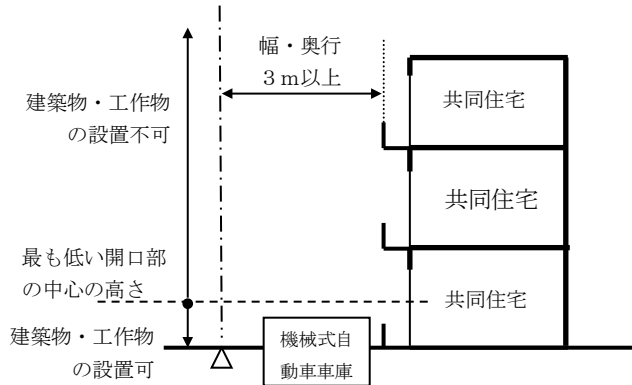 幅・奥行
３ｍ以上
建築物・工作物
の設置不可
共同住宅
共同住宅
最も低い開口部
の中心の高さ
共同住宅
建築物・工作物
の設置可
機械式自
動車車庫